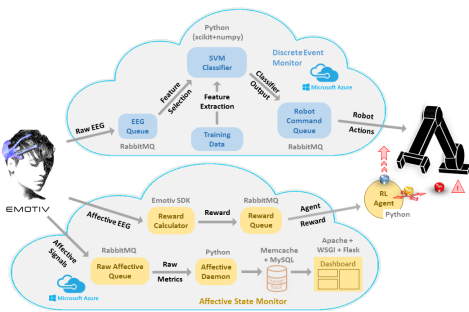 Python
(scikit+numpy)
SVM
Classifier
Discrete Event
Monitor
Microsoft Azure
Feature
Selection
Classifier
Output
Feature
Extraction
Raw EEG
EEG
Queue
RabbitMQ
Training
Data
Robot
Command
Queue
RabbitMQ
Robot
Actions
EMOTIV
Affective EEG
Emotiv SDK
Reward
Calculator
Reward
RabbitMQ
Reward
Queue
Agent
Reward
RL
Agent
Python
Affective
Signals
RabbitMQ
Raw Affective
Queue
Raw
Metrics
Python
Affective
Daemon
Memcache
+ MySQL
Apache +
WSGI + Flask
Dashboard
Microsoft Azure
Affective State Monitor